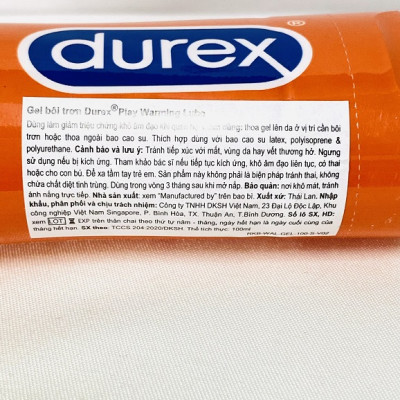 durex®
Gel bôi trơn Durex® Play Warming Lube
Dùng làm giảm triệu chứng khô âm đạo khi quan hệ thoa gel lên da ở vị trí cần bôi
trơn hoặc thoa ngoài bao cao su. Thích hợp dùng với bao cao su latex, polyisoprene &
polyurethane. Cảnh báo và lưu ý: Tránh tiếp xúc với mắt, vùng da hay vết thương hở. Ngưng
sử dụng nếu bị kích ứng. Tham khảo bác sĩ nếu tiếp tục kích ứng, khô âm đạo liên tục, có thai
hoặc cho con bú. Để xa tầm tay trẻ em. Sản phẩm này không phải là biện pháp tránh thai, không
chứa chất diệt tinh trùng. Dùng trong vòng 3 tháng sau khi mở nắp. Bảo quản: nơi khô mát, tránh
ánh nắng trực tiếp. Nhà sản xuất: xem "Manufactured by" trên bao bì. Xuất xứ: Thái Lan. Nhập
khẩu, phân phối và chịu trách nhiệm: Công ty TNHH DKSH Việt Nam, 23 Đại Lộ Độc Lập, Khu
công nghiệp Việt Nam Singapore, P. Bình Hòa, TX. Thuận An, T.Bình Dương. Số lô SX, HD:
xem LOT EXP trên thân chai theo thứ tự năm - tháng, ngày hết hạn là ngày cuối cùng của
tháng hết hạn. SX theo: TCCS 204:2020/DKSH. Thể tích thực: 100ml